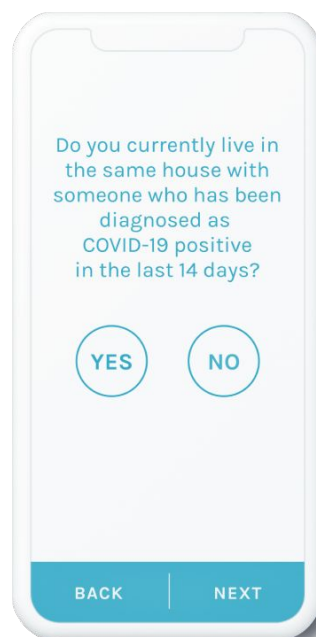 Do you currently live in
the same house with
someone who has been
diagnosed as
COVID-19 positive
in the last 14 days?
YES NO
BACK NEXT